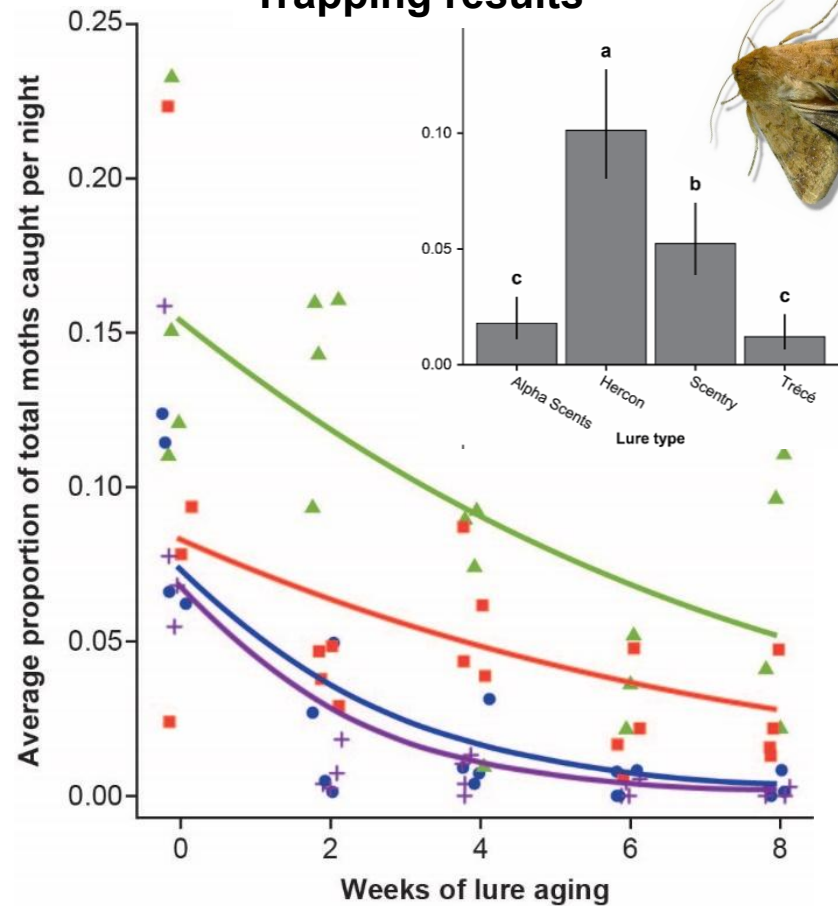 Trapping results
Average proportion of total moths caught per night
0.25
0.20
0.15
0.10
0.05
0.00
0
2
4
6
8
Weeks of lure aging
0.10
0.05
0.00
a
b
c
c
Alpha Scents
Hercon
Scentry
Trécé
Lure type